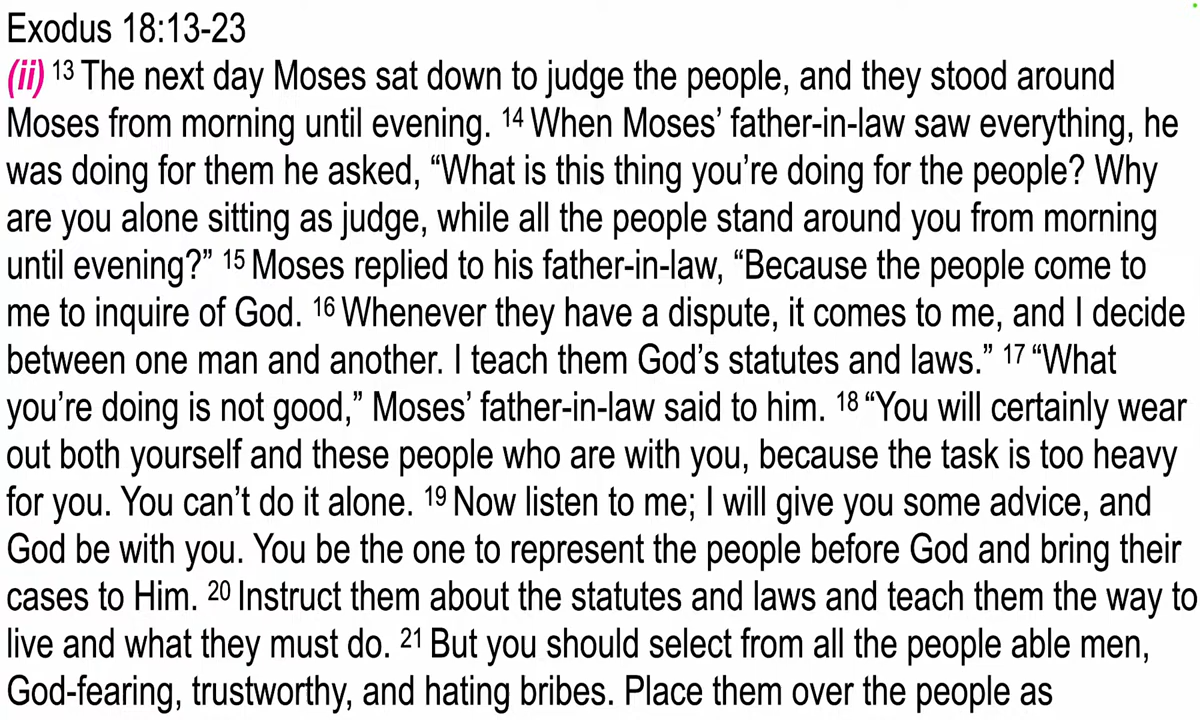 Exodus 18:13-23
(ii) 13 The next day Moses sat down to judge the people, and they stood around
Moses from morning until evening. 14 When Moses’ father-in-law saw everything, he
was doing for them he asked, “What is this thing you’re doing for the people? Why
are you alone sitting as judge, while all the people stand around you from morning
until evening?” 15 Moses replied to his father-in-law, “Because the people come to
me to inquire of God. 16 Whenever they have a dispute, it comes to me, and I decide
between one man and another. I teach them God’s statutes and laws.” 17 “What
you’re doing is not good,” Moses’ father-in-law said to him. 18 “You will certainly wear
out both yourself and these people who are with you, because the task is too heavy
for you. You can’t do it alone. 19 Now listen to me; I will give you some advice, and
God be with you. You be the one to represent the people before God and bring their
cases to Him. 20 Instruct them about the statutes and laws and teach them the way to
live and what they must do. 21 But you should select from all the people able men,
God-fearing, trustworthy, and hating bribes. Place them over the people as